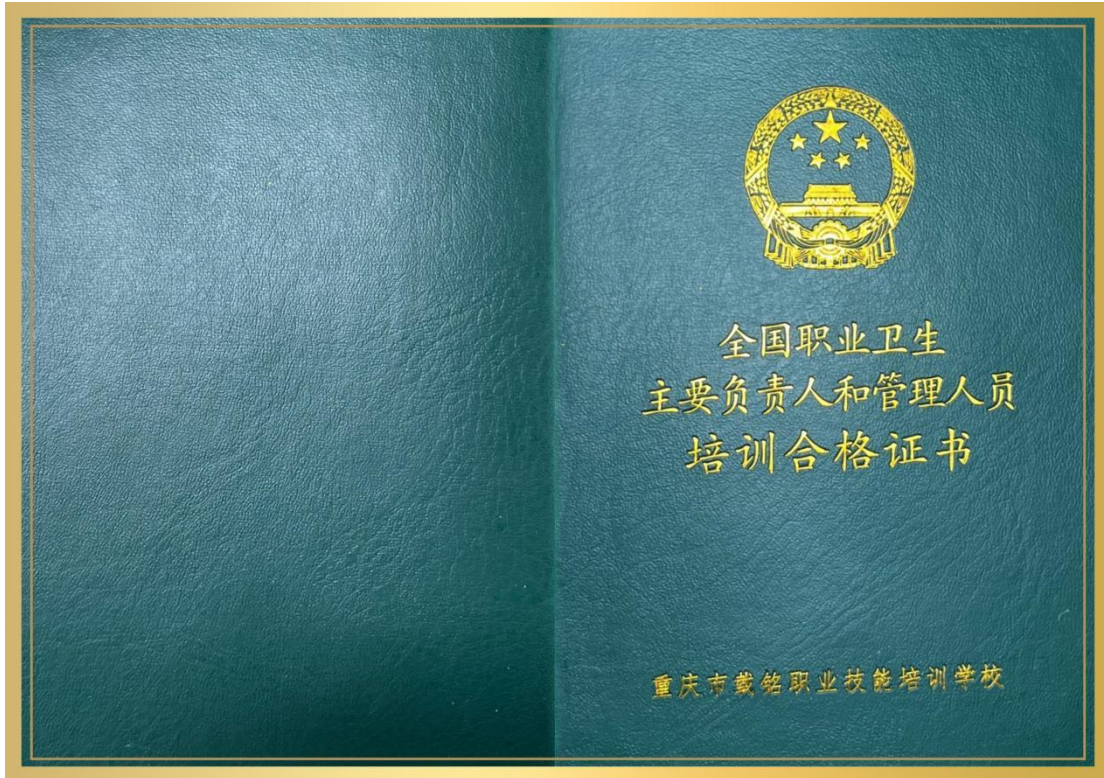 全国职业卫生
主要负责人和管理人员
培训合格证书
重庆市载铭职业技能培训学校